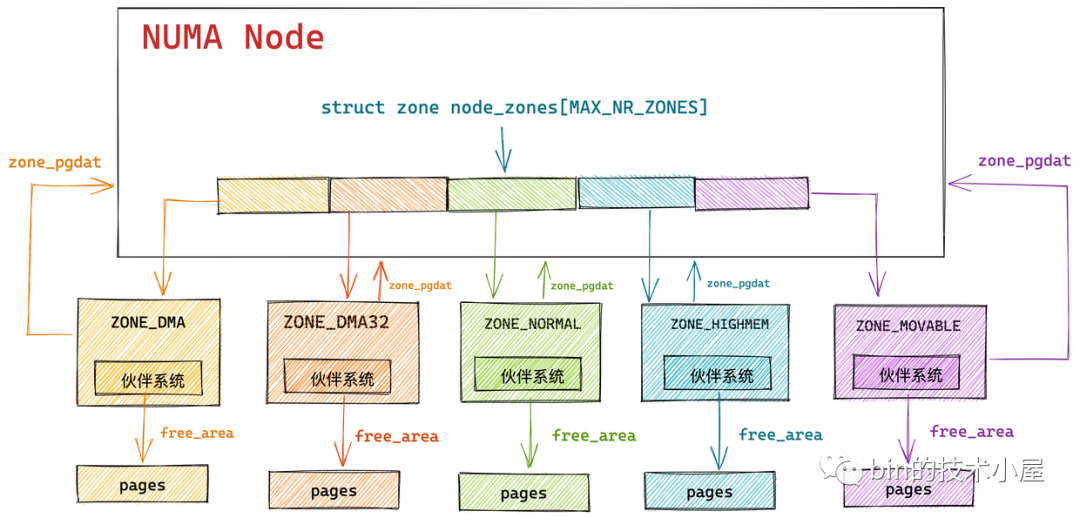 NUMA Node
struct zone node_zones[MAX_NR_ZONES]
zone_pgdat
zone_pgdat
zone_pgdat
zone_pgdat
zone_pgdat
ZONE_DMA
ZONE_DMA32
ZONE_NORMAL
ZONE_HIGHMEM
ZONE_MOVABLE
伙伴系统
伙伴系统
伙伴系统
伙伴系统
伙伴系统
free_area
free_area
free_area
free_area
free_area
bin的技术小屋
pages
pages
pages
pages
pages